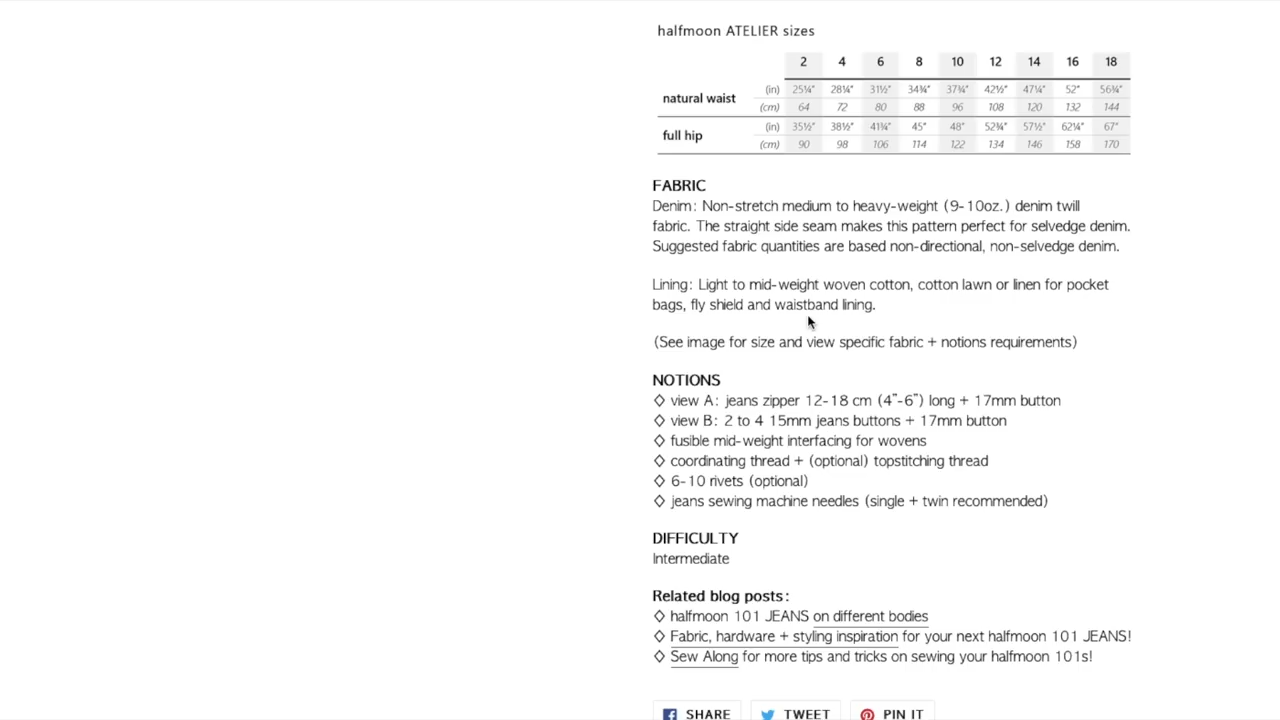 halfmoon ATELIER sizes
2 4 6 8 10 12 14 16 18
natural waist
(in) 25¼" 28¼" 31½" 34¾" 37¾" 42½" 47¼" 52" 56¾"
(cm) 64 72 80 88 96 108 120 132 144
full hip
(in) 35½" 38½" 41¾" 45" 48" 52¾" 57½" 62¼" 67"
(cm) 90 98 106 114 122 134 146 158 170
FABRIC
Denim: Non-stretch medium to heavy-weight (9-10oz.) denim twill
fabric. The straight side seam makes this pattern perfect for selvedge denim.
Suggested fabric quantities are based non-directional, non-selvedge denim.
Lining: Light to mid-weight woven cotton, cotton lawn or linen for pocket
bags, fly shield and waistband lining.
(See image for size and view specific fabric + notions requirements)
NOTIONS
◊ view A: jeans zipper 12-18 cm (4"-6") long + 17mm button
◊ view B: 2 to 4 15mm jeans buttons + 17mm button
◊ fusible mid-weight interfacing for wovens
◊ coordinating thread + (optional) topstitching thread
◊ 6-10 rivets (optional)
◊ jeans sewing machine needles (single + twin recommended)
DIFFICULTY
Intermediate
Related blog posts:
◊ halfmoon 101 JEANS on different bodies
◊ Fabric, hardware + styling inspiration for your next halfmoon 101 JEANS!
◊ Sew Along for more tips and tricks on sewing your halfmoon 101s!
SHARE TWEET PIN IT